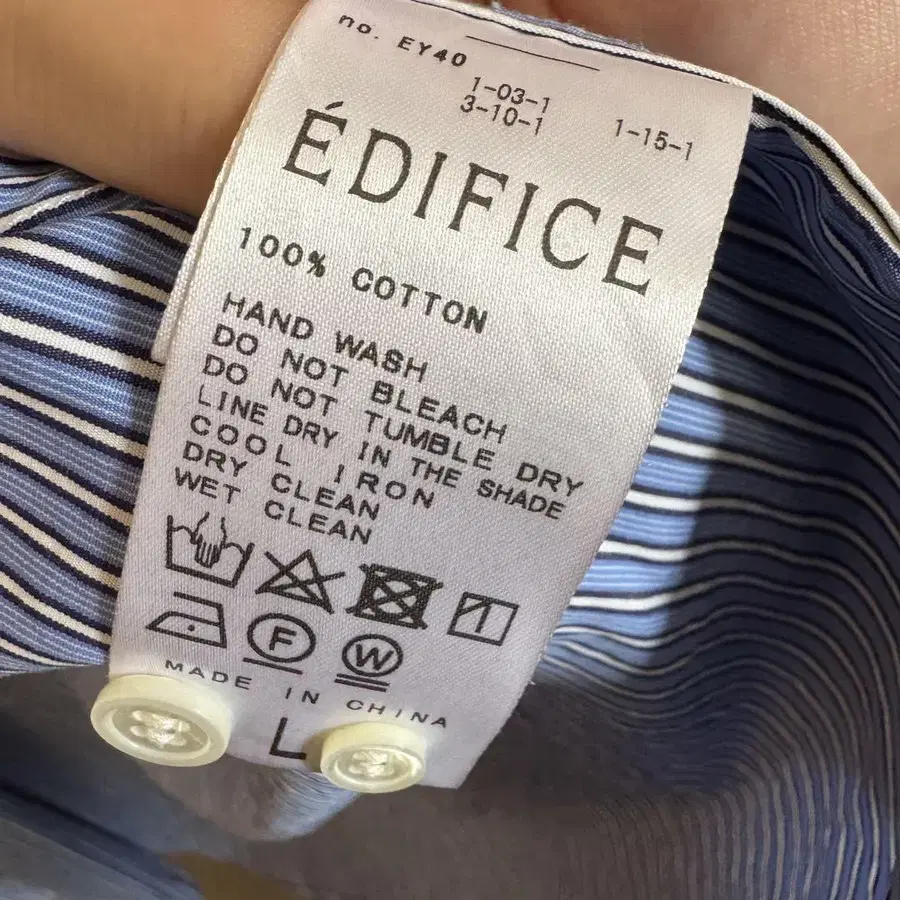 no. EY40
1-03-1
3-10-1
1-15-1
ÉDIFICE
100% COTTON
HAND WASH
DO NOT BLEACH
DO NOT TUMBLE DRY
LINE DRY IN THE SHADE
COOL IRON
DRY CLEAN
WET CLEAN
F
W
MADE IN CHINA
L